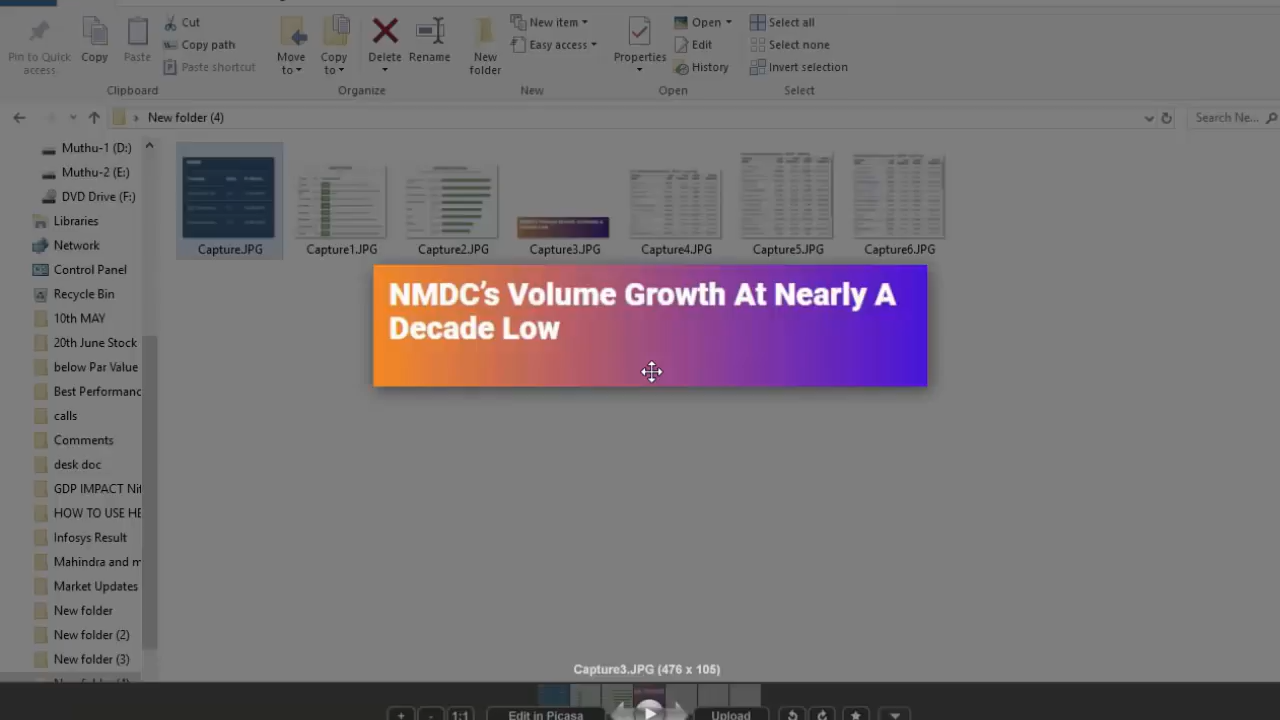 Cut
New item
Open
Select all
Copy path
Easy access
Edit
Select none
Pin to Quick access
Copy
Paste
Paste shortcut
Move to
Copy to
Delete
Rename
New folder
Properties
History
Invert selection
Clipboard
Organize
New
Open
Select
New folder (4)
Search Ne...
Muthu-1 (D:)
Muthu-2 (E:)
DVD Drive (F:)
Libraries
Network
Control Panel
Recycle Bin
10th MAY
20th June Stock
below Par Value
Best Performanc
calls
Comments
desk doc
GDP IMPACT Nif
HOW TO USE HE
Infosys Result
Mahindra and m
Market Updates
New folder
New folder (2)
New folder (3)
Capture.JPG
Capture1.JPG
Capture2.JPG
Capture3.JPG
Capture4.JPG
Capture5.JPG
Capture6.JPG
NMDC’s Volume Growth At Nearly A
Decade Low
Capture3.JPG (476 x 105)
+
-
1:1
Edit in Picasa
Upload